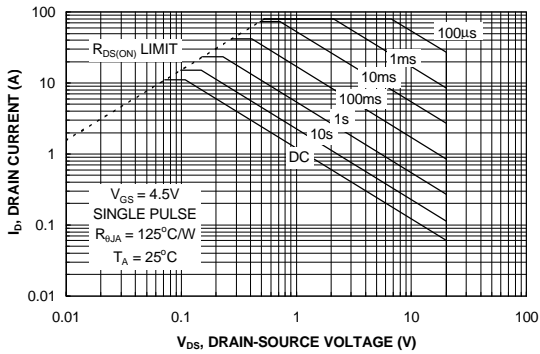 100
10
1
0.1
0.01
I_D, DRAIN CURRENT (A)
R_DS(ON) LIMIT
100µs
1ms
10ms
100ms
1s
10s
DC
V_GS = 4.5V
SINGLE PULSE
R_θJA = 125°C/W
T_A = 25°C
0.01
0.1
1
10
100
V_DS, DRAIN-SOURCE VOLTAGE (V)